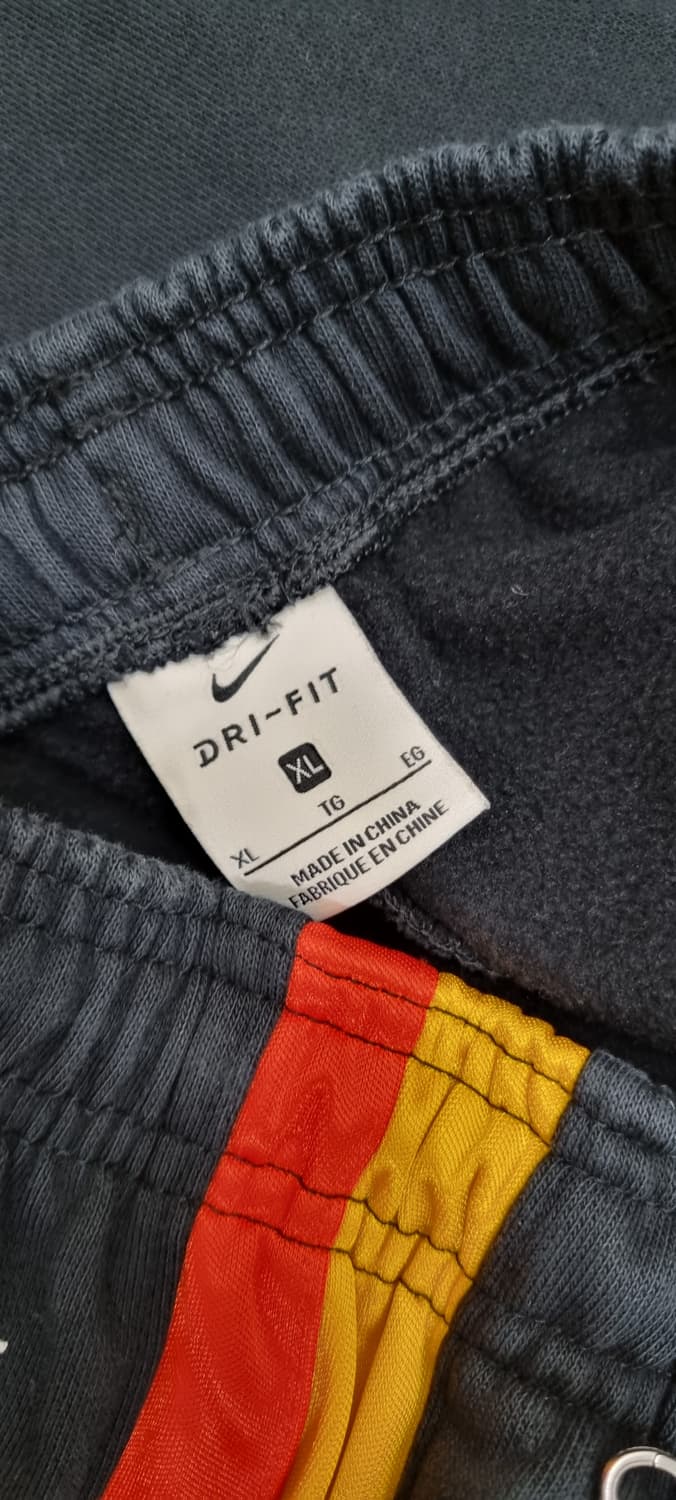 DRI-FIT
XL
XL TG EG
MADE IN CHINA
FABRIQUE EN CHINE